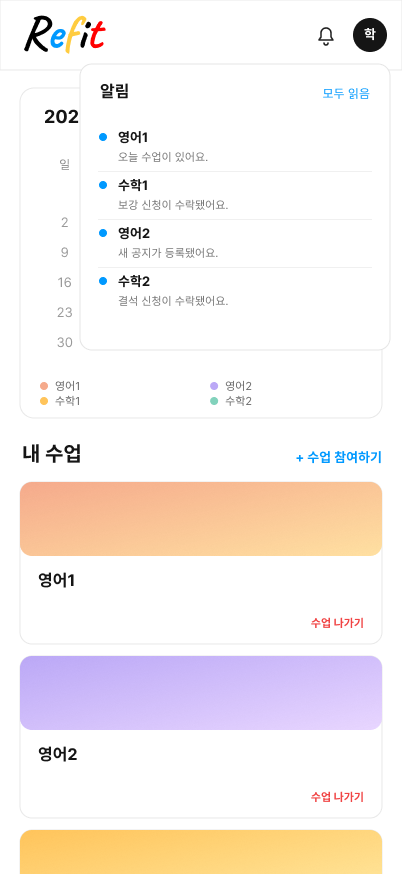 Refit
학
알림
모두 읽음
영어1
오늘 수업이 있어요.
수학1
보강 신청이 수락됐어요.
영어2
새 공지가 등록됐어요.
수학2
결석 신청이 수락됐어요.
202
일
2
9
16
23
30
영어1
영어2
수학1
수학2
내 수업
+ 수업 참여하기
영어1
수업 나가기
영어2
수업 나가기